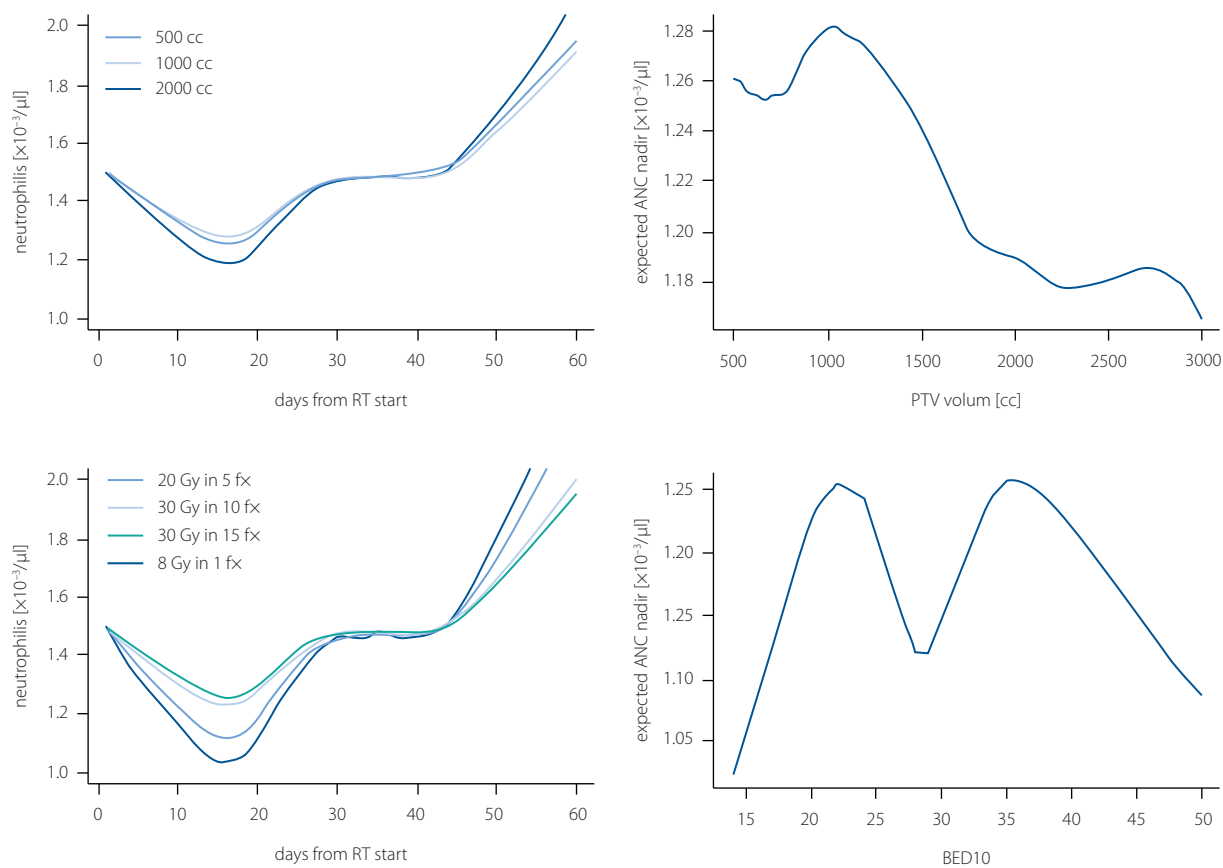 2.0
1.8
1.6
1.4
1.2
1.0
neutrophilis [×10⁻³/μl]
500 cc
1000 cc
2000 cc
0 10 20 30 40 50 60
days from RT start
1.28
1.26
1.24
1.22
1.20
1.18
expected ANC nadir [×10⁻³/μl]
500 1000 1500 2000 2500 3000
PTV volum [cc]
2.0
1.8
1.6
1.4
1.2
1.0
neutrophilis [×10⁻³/μl]
20 Gy in 5 fx
30 Gy in 10 fx
30 Gy in 15 fx
8 Gy in 1 fx
0 10 20 30 40 50 60
days from RT start
1.25
1.20
1.25
1.10
1.05
expected ANC nadir [×10⁻³/μl]
15 20 25 30 35 40 45 50
BED10